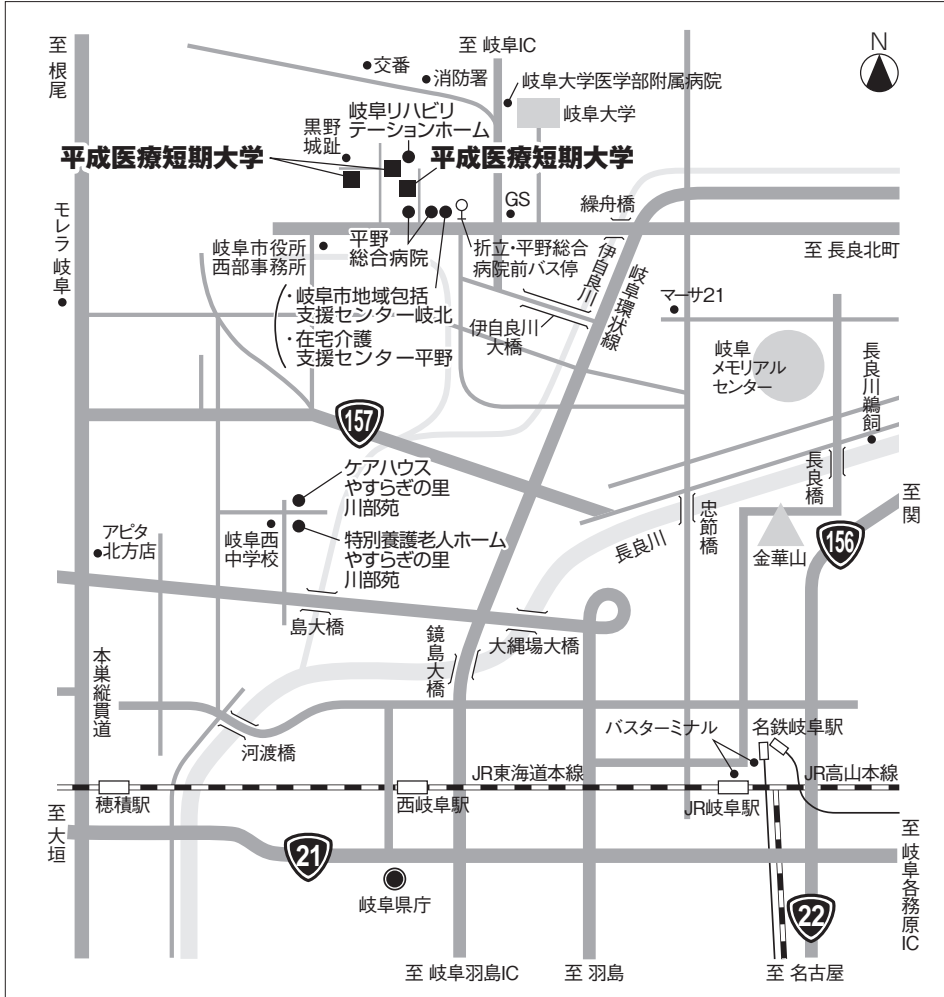 至 根尾
至 岐阜IC
N
交番
消防署
岐阜大学医学部附属病院
岐阜大学
岐阜リハビリ
テーションホーム
黒野
城趾
平成医療短期大学
平成医療短期大学
GS
繰舟橋
モレラ岐阜
岐阜市役所
西部事務所
平野
総合病院
折立・平野総合
病院前バス停
伊自良川
岐阜環状線
至 長良北町
・岐阜市地域包括
支援センター岐北
・在宅介護
支援センター平野
伊自良川
大橋
マーサ21
岐阜
メモリアル
センター
長良川鵜飼
157
ケアハウス
やすらぎの里
川部苑
長良橋
至 関
アピタ
北方店
岐阜西
中学校
特別養護老人ホーム
やすらぎの里
川部苑
長良川
忠節橋
金華山
156
島大橋
鏡島大橋
大縄場大橋
本巣縦貫道
河渡橋
バスターミナル
名鉄岐阜駅
JR東海道本線
JR高山本線
穂積駅
西岐阜駅
JR岐阜駅
至 大垣
21
至 岐阜各務原IC
岐阜県庁
22
至 岐阜羽島IC
至 羽島
至 名古屋